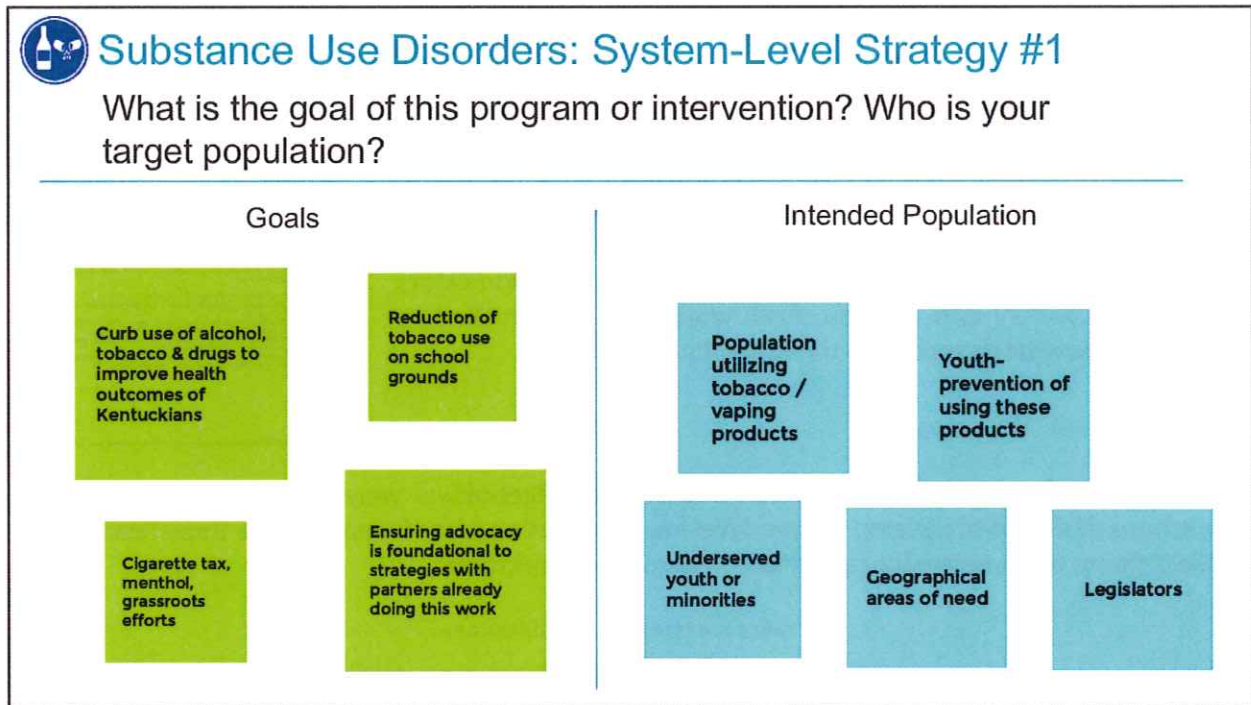 Substance Use Disorders: System-Level Strategy #1
What is the goal of this program or intervention? Who is your
target population?
Goals
Curb use of alcohol,
tobacco & drugs to
improve health
outcomes of
Kentuckians
Reduction of
tobacco use
on school
grounds
Cigarette tax,
menthol,
grassroots
efforts
Ensuring advocacy
is foundational to
strategies with
partners already
doing this work
Intended Population
Population
utilizing
tobacco /
vaping
products
Youth-
prevention of
using these
products
Underserved
youth or
minorities
Geographical
areas of need
Legislators